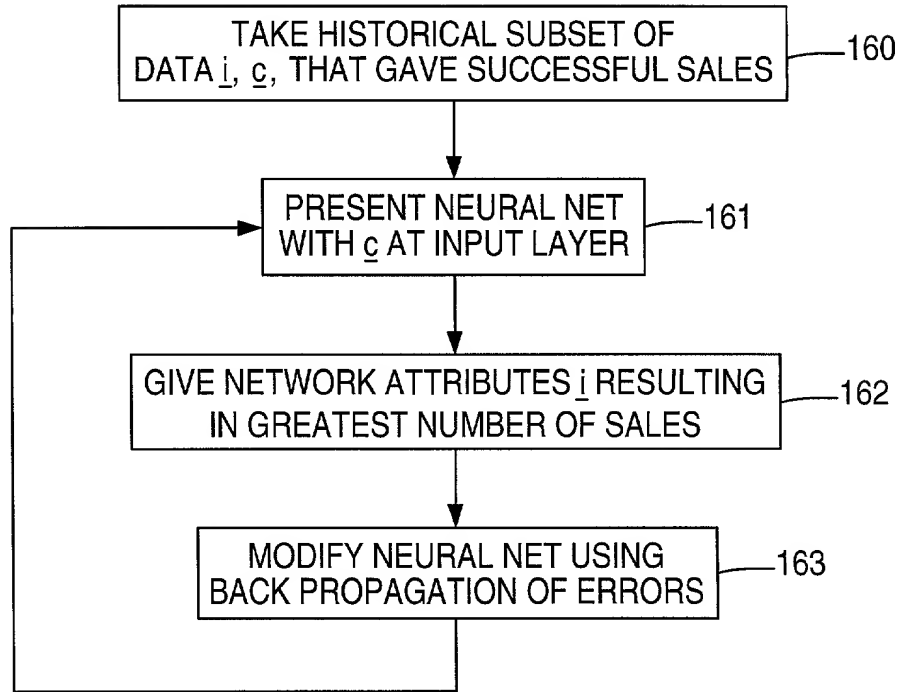 TAKE HISTORICAL SUBSET OF
DATA i, c, THAT GAVE SUCCESSFUL SALES
160
PRESENT NEURAL NET
WITH c AT INPUT LAYER
161
GIVE NETWORK ATTRIBUTES i RESULTING
IN GREATEST NUMBER OF SALES
162
MODIFY NEURAL NET USING
BACK PROPAGATION OF ERRORS
163